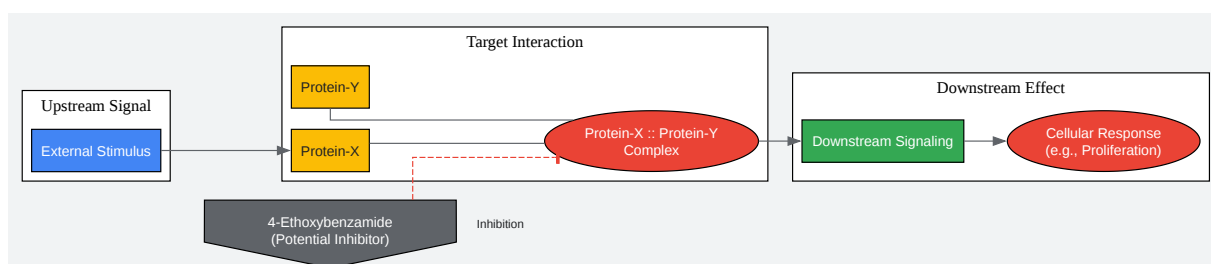 Upstream Signal
External Stimulus
Target Interaction
Protein-Y
Protein-X
Protein-X :: Protein-Y
Complex
Downstream Effect
Downstream Signaling
Cellular Response
(e.g., Proliferation)
4-Ethoxybenzamide
(Potential Inhibitor)
Inhibition